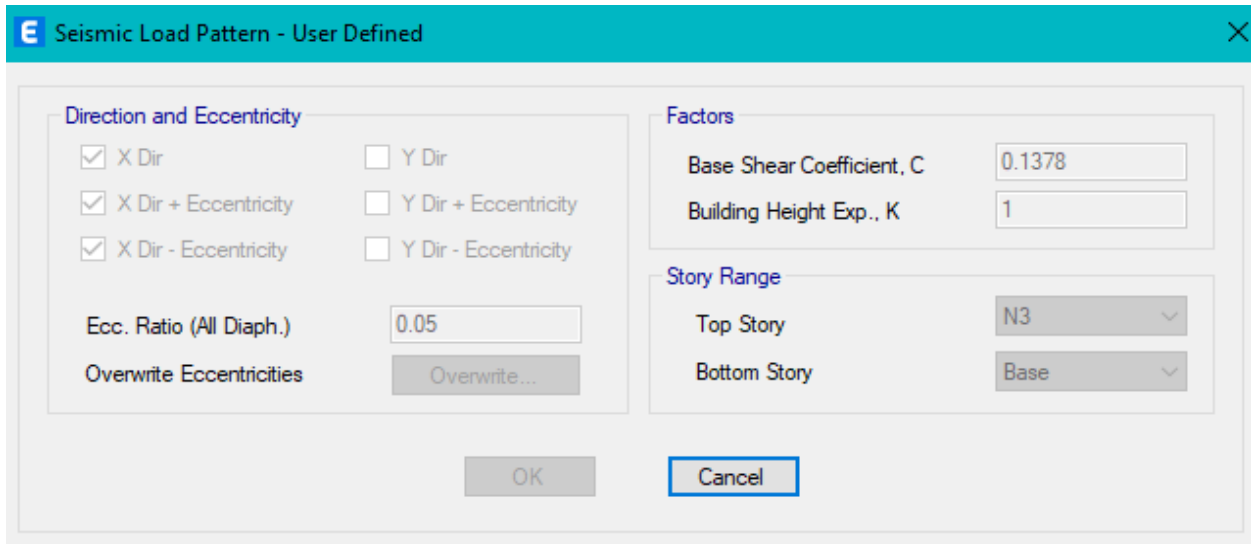 E Seismic Load Pattern - User Defined
Direction and Eccentricity
X Dir
Y Dir
X Dir + Eccentricity
Y Dir + Eccentricity
X Dir - Eccentricity
Y Dir - Eccentricity
Ecc. Ratio (All Diaph.) 0.05
Overwrite Eccentricities Overwrite...
Factors
Base Shear Coefficient, C 0.1378
Building Height Exp., K 1
Story Range
Top Story N3
Bottom Story Base
OK
Cancel